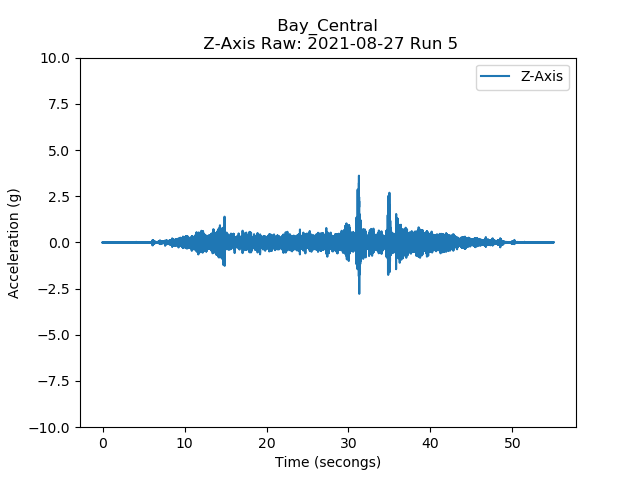 Bay_Central
Z-Axis Raw: 2021-08-27 Run 5
Z-Axis
10.0
7.5
5.0
2.5
0.0
−2.5
−5.0
−7.5
−10.0
Acceleration (g)
0 10 20 30 40 50
Time (secongs)